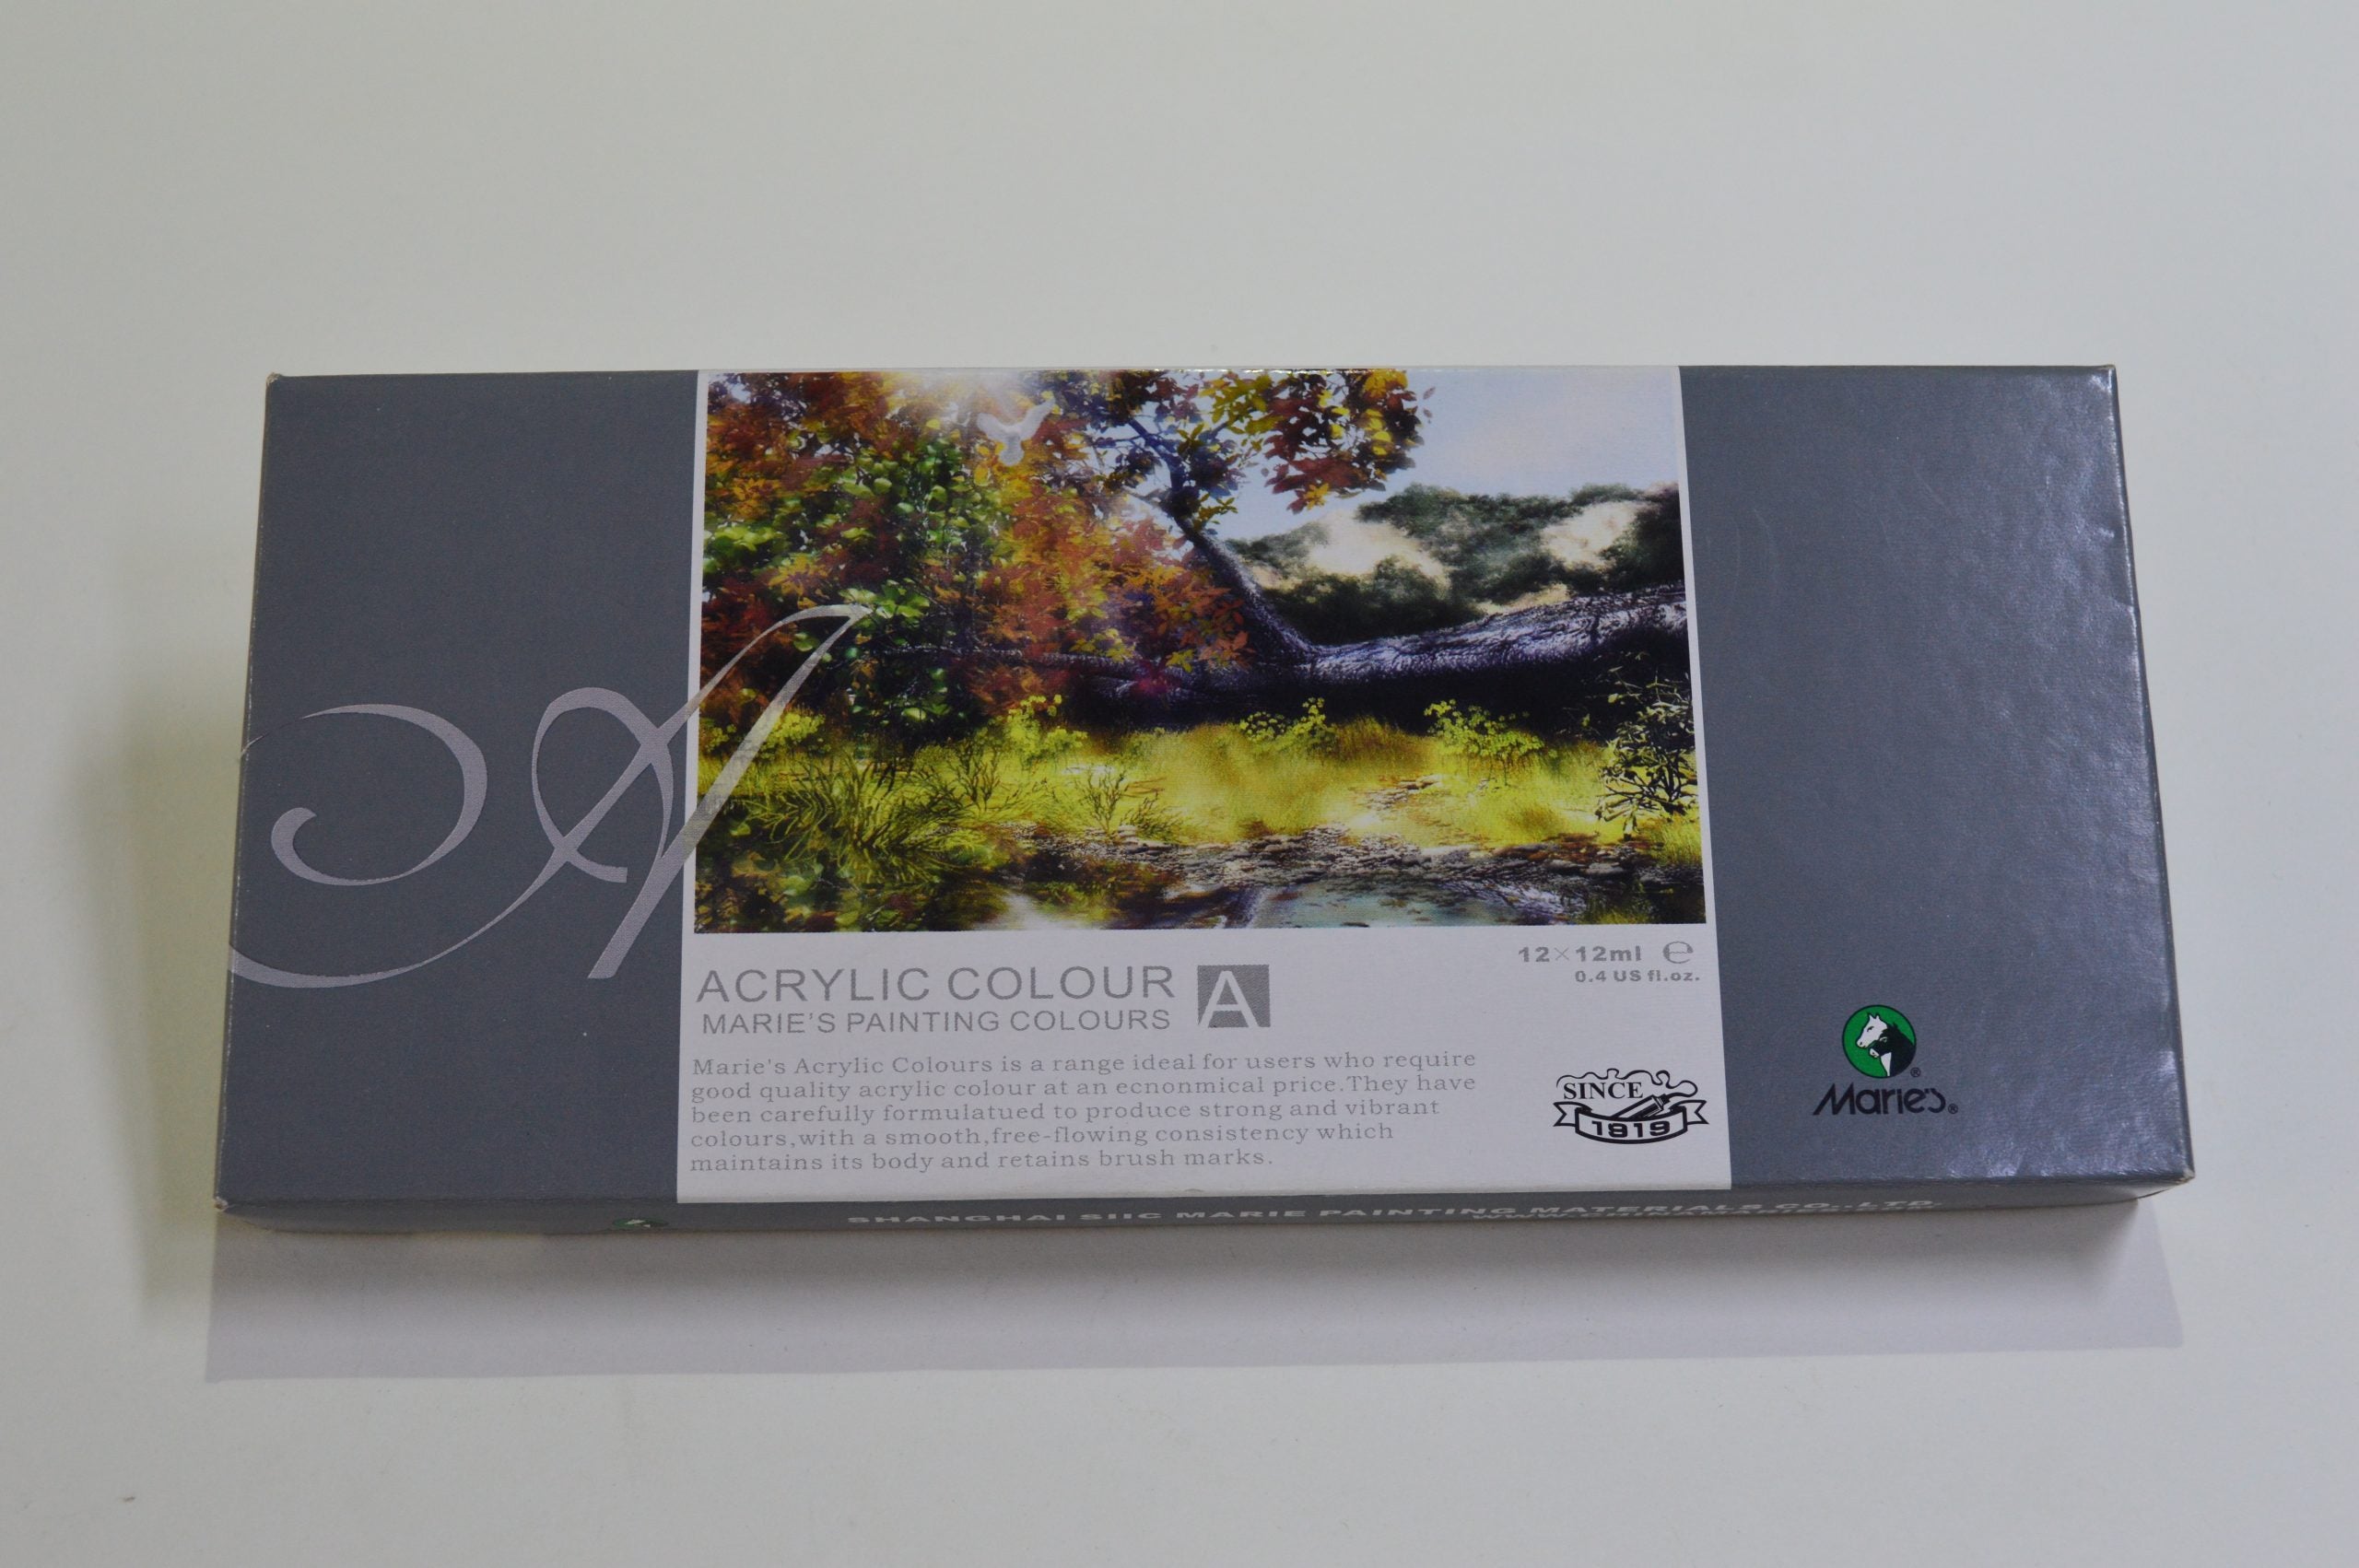 A
ACRYLIC COLOUR A
MARIE'S PAINTING COLOURS
12×12ml ℮
0.4 US fl.oz.
Marie's Acrylic Colours is a range ideal for users who require
good quality acrylic colour at an ecnonmical price.They have
been carefully formulatued to produce strong and vibrant
colours,with a smooth,free-flowing consistency which
maintains its body and retains brush marks.
SINCE
1919
Marie's®
SHANGHAI SIIC MARIE PAINTING MATERIALS CO.,LTD.